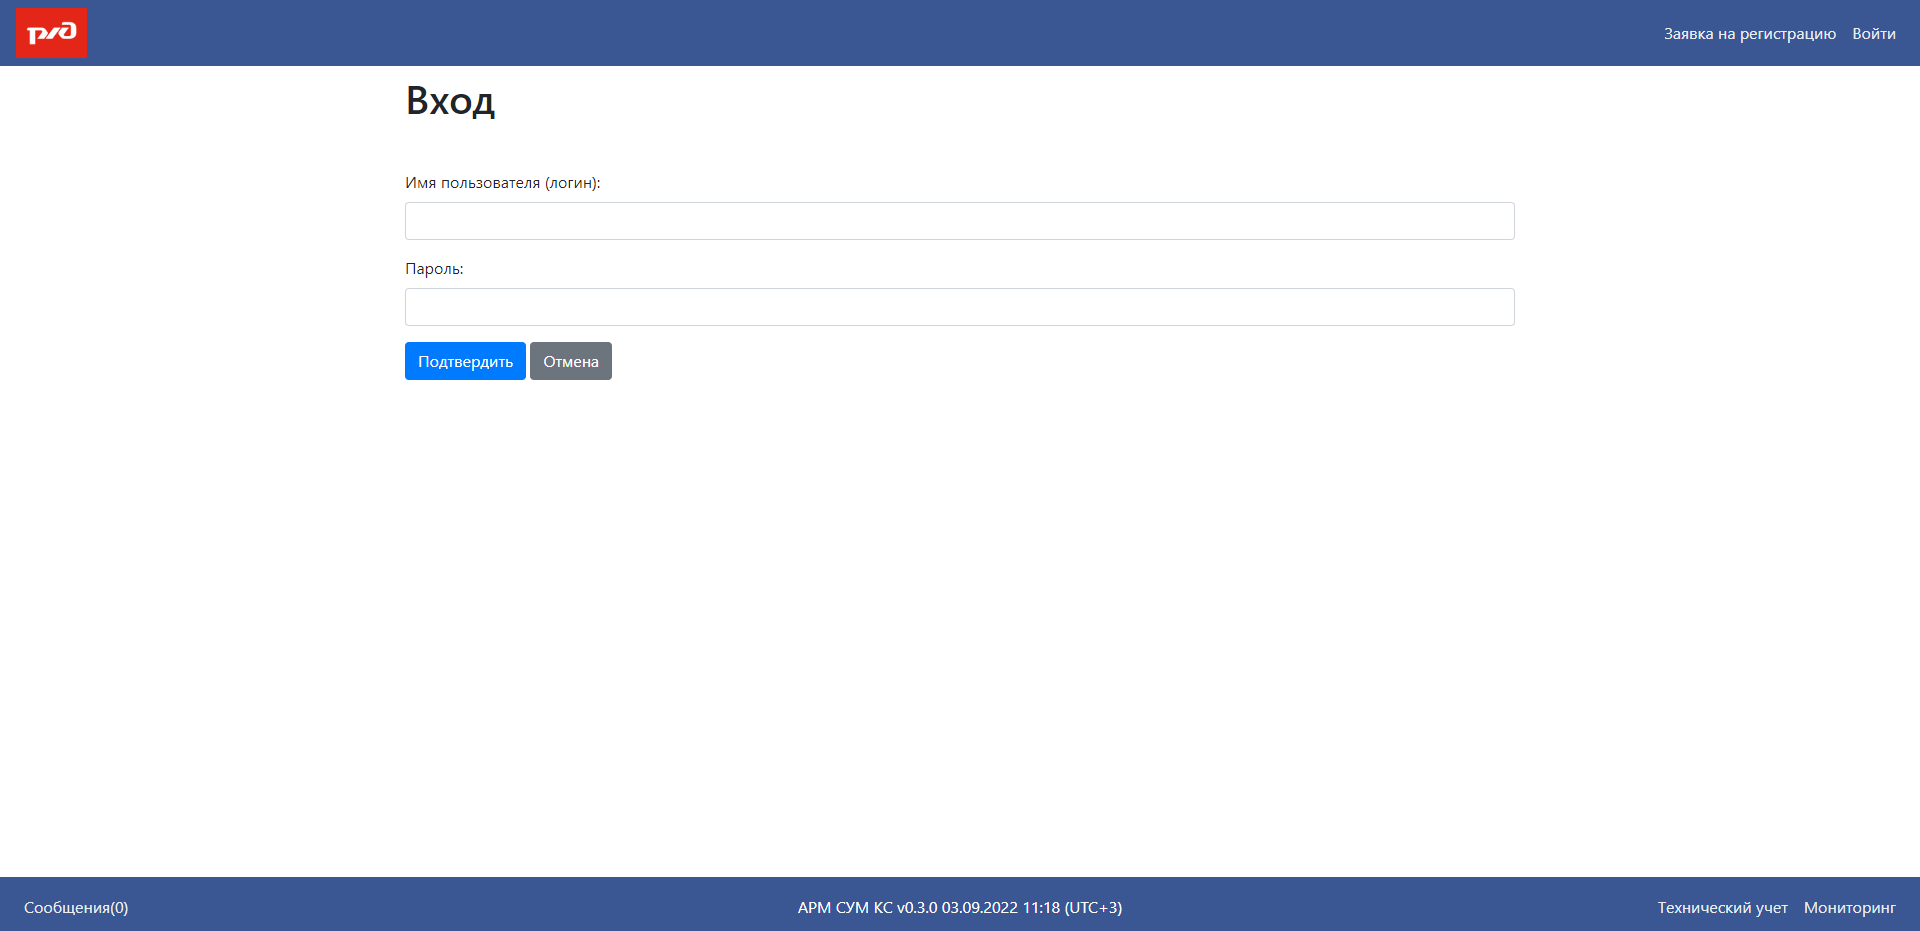 ржд
Заявка на регистрацию Войти
Вход
Имя пользователя (логин):
Пароль:
Подтвердить Отмена
Сообщения(0) АРМ СУМ КС v0.3.0 03.09.2022 11:18 (UTC+3) Технический учет Мониторинг